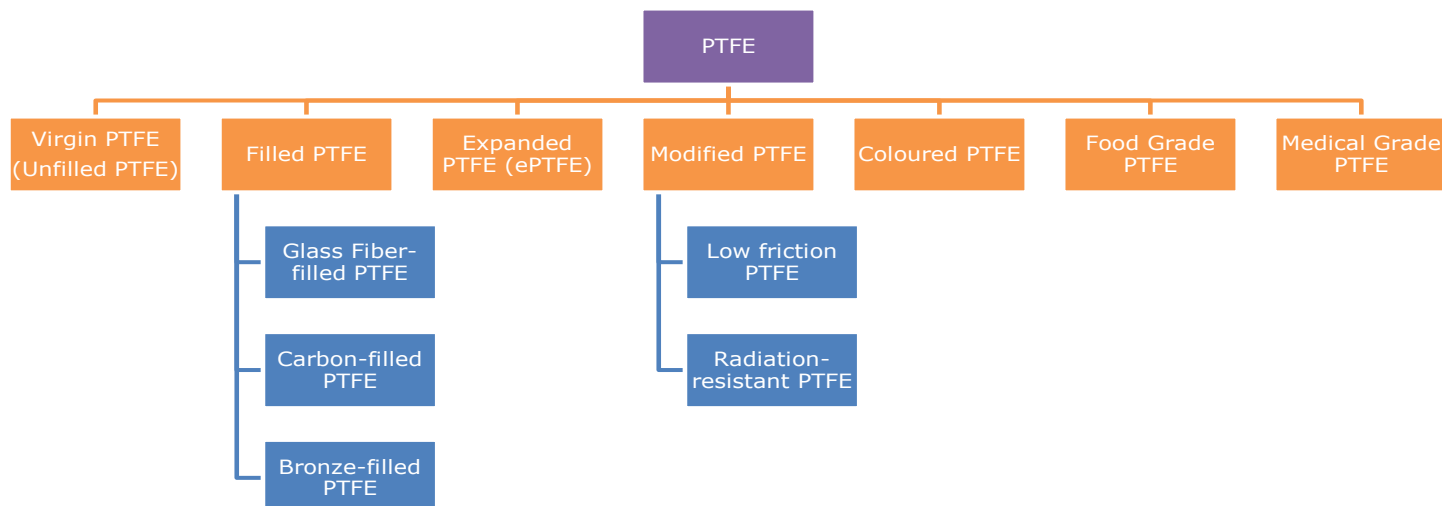 PTFE
Virgin PTFE
(Unfilled PTFE)
Filled PTFE
Expanded
PTFE (ePTFE)
Modified PTFE
Coloured PTFE
Food Grade
PTFE
Medical Grade
PTFE
Glass Fiber-
filled PTFE
Carbon-filled
PTFE
Bronze-filled
PTFE
Low friction
PTFE
Radiation-
resistant PTFE